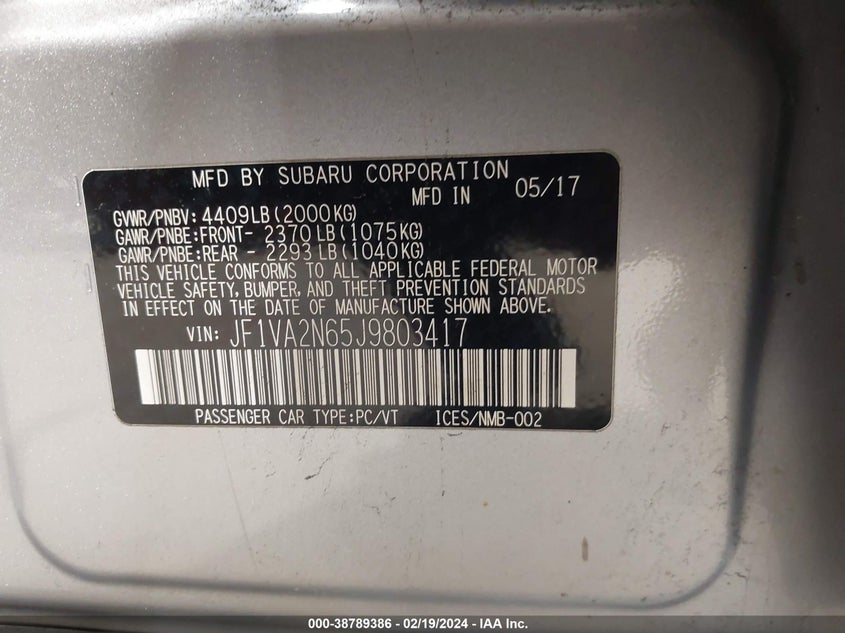 MFD BY SUBARU CORPORATION
MFD IN 05/17
GVWR/PNBV: 4409LB(2000KG)
GAWR/PNBE:FRONT- 2370LB(1075KG)
GAWR/PNBE:REAR - 2293LB(1040KG)
THIS VEHICLE CONFORMS TO ALL APPLICABLE FEDERAL MOTOR
VEHICLE SAFETY, BUMPER, AND THEFT PREVENTION STANDARDS
IN EFFECT ON THE DATE OF MANUFACTURE SHOWN ABOVE.
VIN: JF1VA2N65J9803417
PASSENGER CAR TYPE:PC/VT ICES/NMB-002
000-38789386 - 02/19/2024 - IAA Inc.